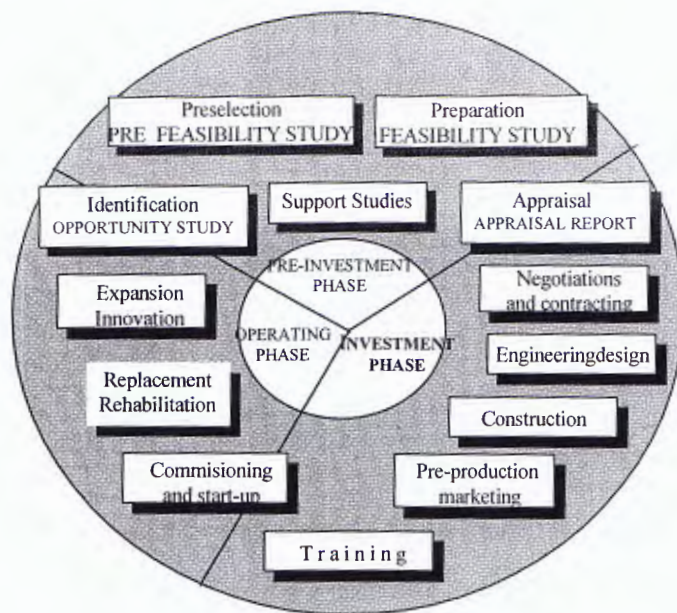 Preselection
PRE FEASIBILITY STUDY
Preparation
FEASIBILITY STUDY
Identification
OPPORTUNITY STUDY
Support Studies
Appraisal
APPRAISAL REPORT
PRE-INVESTMENT
PHASE
Expansion
Innovation
Negotiations
and contracting
OPERATING
PHASE
INVESTMENT
PHASE
Engineeringdesign
Replacement
Rehabilitation
Construction
Commisioning
and start-up
Pre-production
marketing
Training